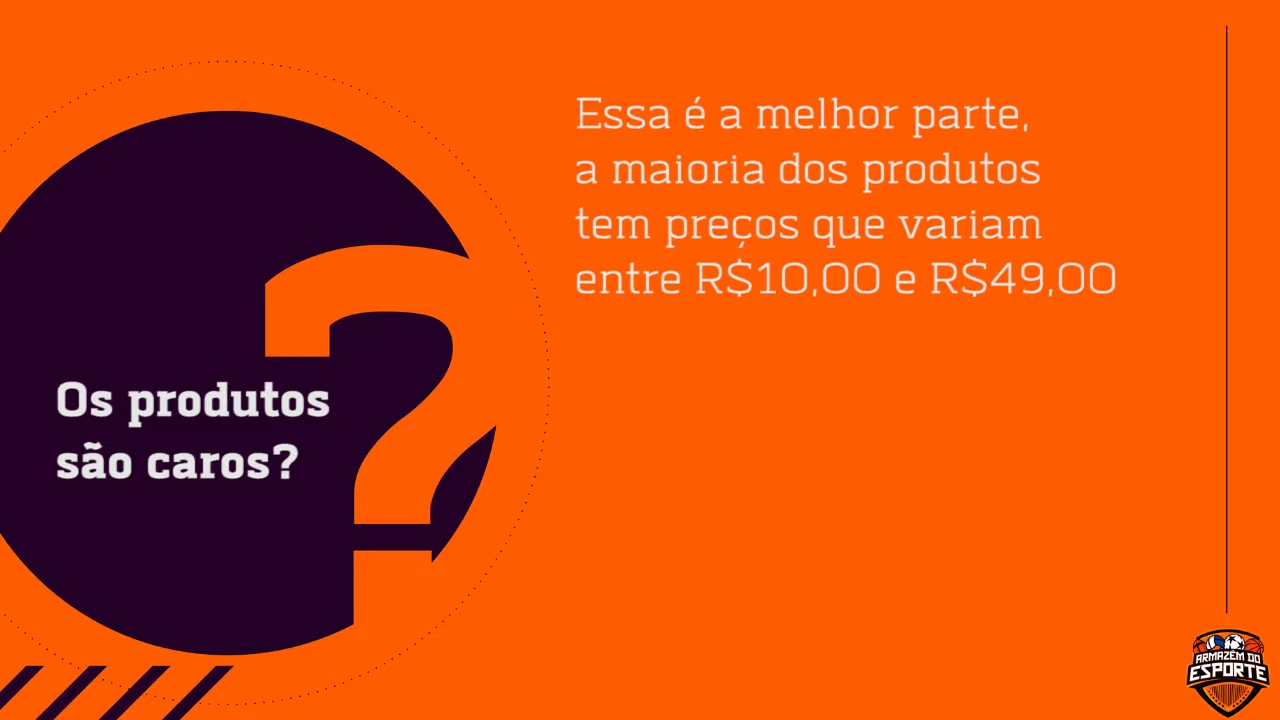 Os produtos
são caros?
Essa é a melhor parte,
a maioria dos produtos
tem preços que variam
entre R$10,00 e R$49,00
ARMAZÉM DO
ESPORTE